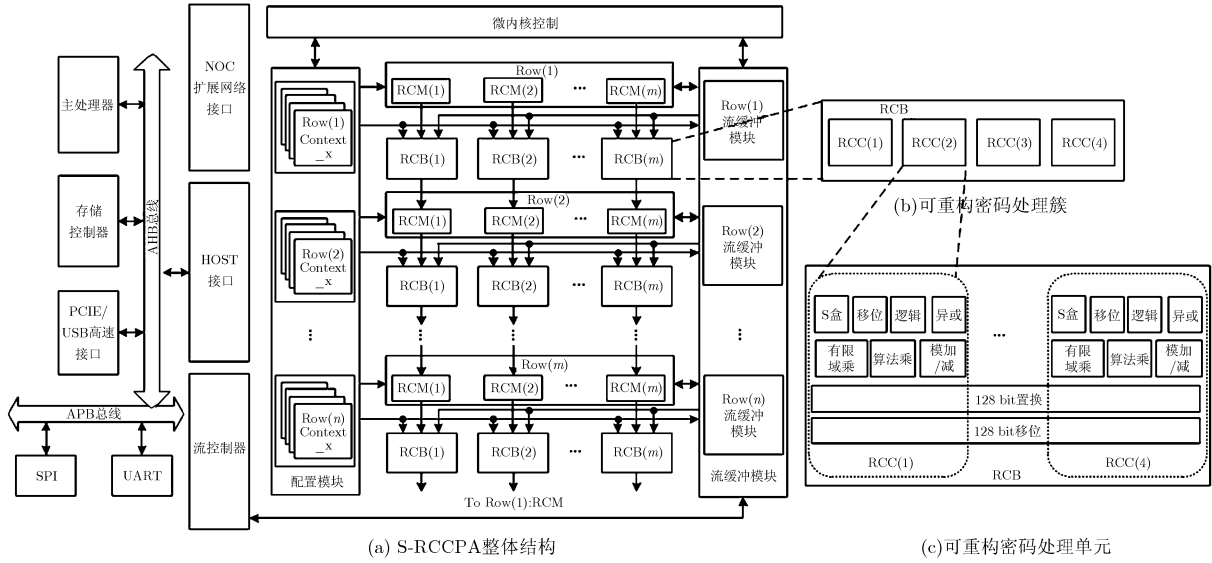 微内核控制
NOC
扩展网络
接口
主处理器
存储
控制器
PCIE/
USB高速
接口
AHB总线
HOST
接口
APB总线
SPI
UART
流控制器
Row(1)
Context
_x
Row(2)
Context
_x
⋮
Row(n)
Context
_x
配置模块
Row(1)
RCM(1) RCM(2) ··· RCM(m)
RCB(1) RCB(2) ··· RCB(m)
Row(2)
RCM(1) RCM(2) ··· RCM(m)
RCB(1) RCB(2) ··· RCB(m)
⋮ ⋮ ⋮
Row(m)
RCM(1) RCM(2) ··· RCM(m)
RCB(1) RCB(2) ··· RCB(m)
To Row(1):RCM
Row(1)
流缓冲
模块
Row(2)
流缓冲
模块
⋮
Row(n)
流缓冲
模块
流缓冲模块
(a) S-RCCPA整体结构
RCB
RCC(1) RCC(2) RCC(3) RCC(4)
(b)可重构密码处理簇
S盒 移位 逻辑 异或 ··· S盒 移位 逻辑 异或
有限
域乘
算法乘
模加
/减
有限
域乘
算法乘
模加
/减
128 bit置换
128 bit移位
RCC(1) RCC(4)
RCB
(c)可重构密码处理单元